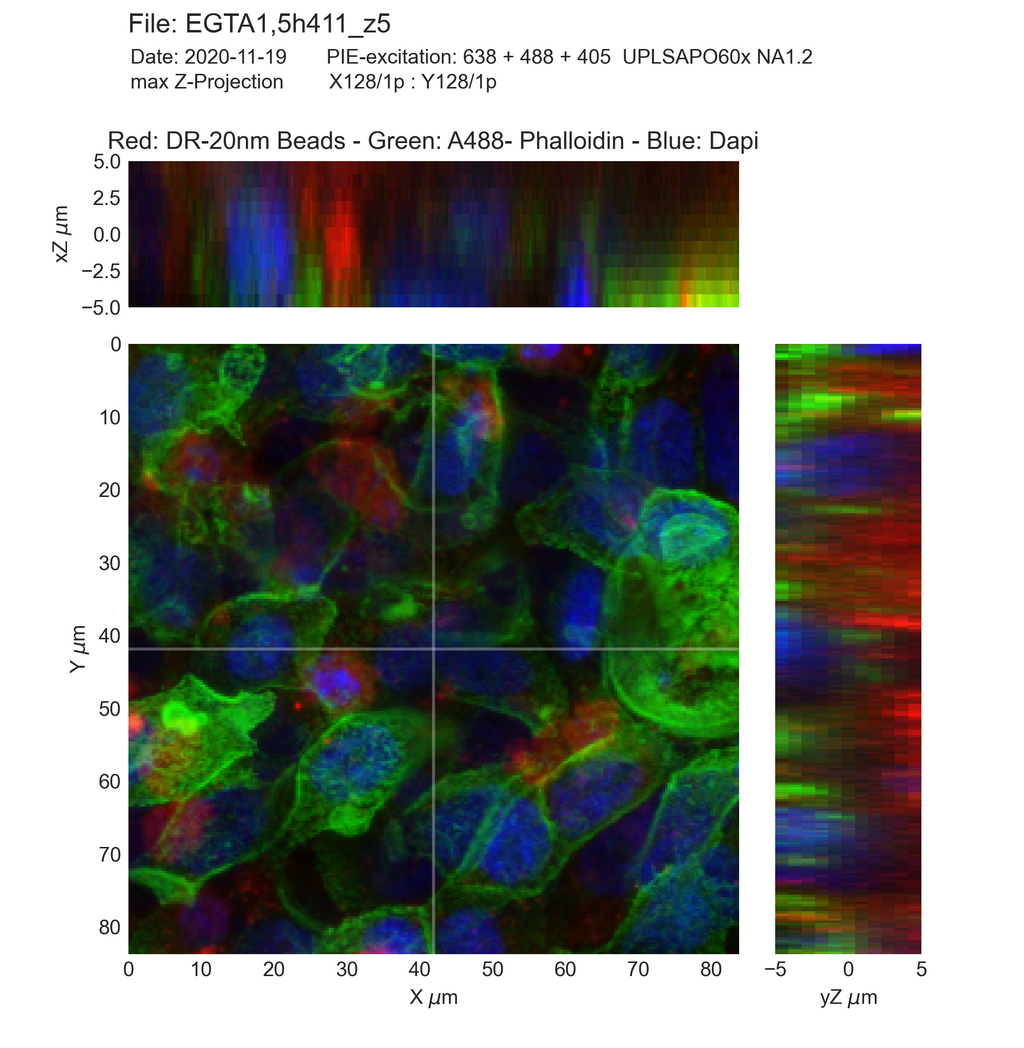 File: EGTA1,5h411_z5
Date: 2020-11-19 PIE-excitation: 638 + 488 + 405 UPLSAPO60x NA1.2
max Z-Projection X128/1p : Y128/1p
Red: DR-20nm Beads - Green: A488- Phalloidin - Blue: Dapi
5.0
2.5
0.0
−2.5
−5.0
xZ μm
0
10
20
30
40
50
60
70
80
Y μm
0 10 20 30 40 50 60 70 80
X μm
−5 0 5
yZ μm